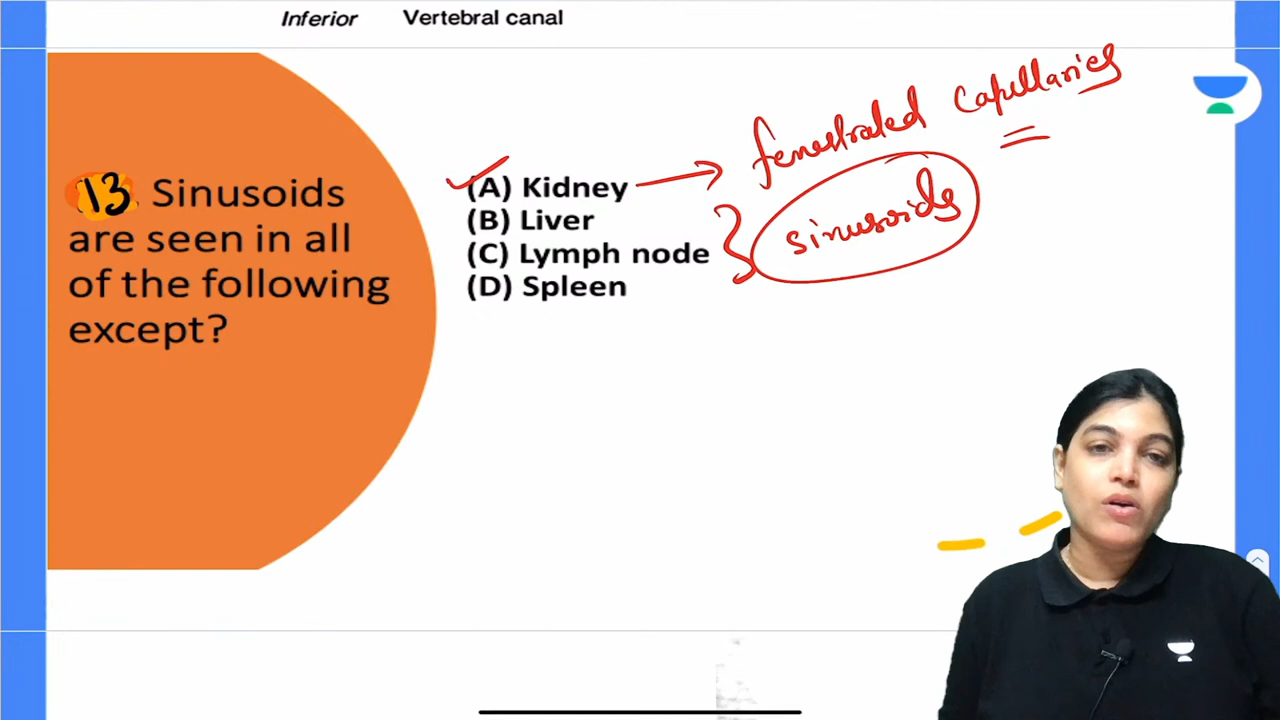 Inferior Vertebral canal
13. Sinusoids
are seen in all
of the following
except?
(A) Kidney → fenestrated capillaries
(B) Liver
(C) Lymph node
(D) Spleen
sinusoids